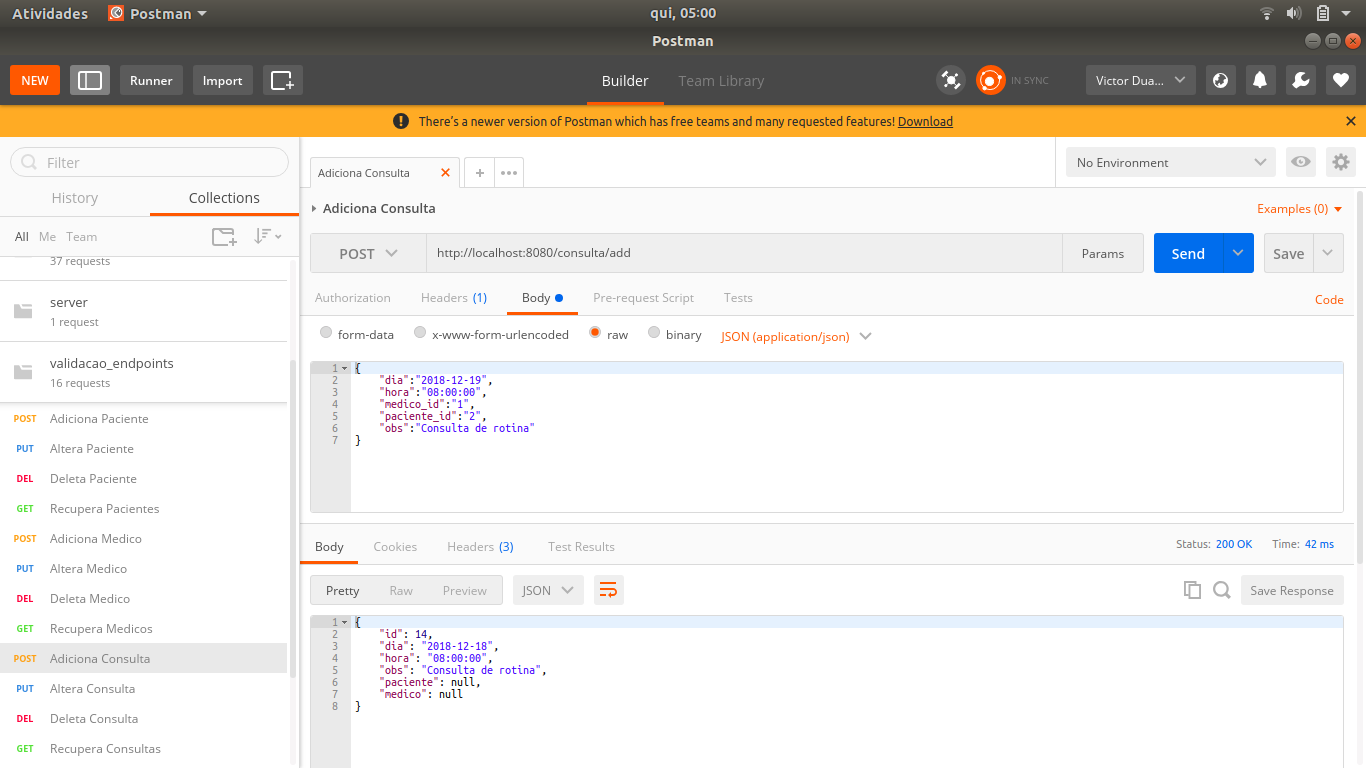 Atividades Postman qui, 05:00
Postman
NEW Runner Import Builder Team Library IN SYNC Victor Dua...
There's a newer version of Postman which has free teams and many requested features! Download
Filter
History Collections
All Me Team
37 requests
server
1 request
validacao_endpoints
16 requests
POST Adiciona Paciente
PUT Altera Paciente
DEL Deleta Paciente
GET Recupera Pacientes
POST Adiciona Medico
PUT Altera Medico
DEL Deleta Medico
GET Recupera Medicos
POST Adiciona Consulta
PUT Altera Consulta
DEL Deleta Consulta
GET Recupera Consultas
Adiciona Consulta
No Environment
Adiciona Consulta Examples (0)
POST http://localhost:8080/consulta/add Params Send Save
Authorization Headers (1) Body Pre-request Script Tests Code
form-data x-www-form-urlencoded raw binary JSON (application/json)
1 {
2 "dia":"2018-12-19",
3 "hora":"08:00:00",
4 "medico_id":"1",
5 "paciente_id":"2",
6 "obs":"Consulta de rotina"
7 }
Body Cookies Headers (3) Test Results Status: 200 OK Time: 42 ms
Pretty Raw Preview JSON Save Response
1 {
2 "id": 14,
3 "dia": "2018-12-18",
4 "hora": "08:00:00",
5 "obs": "Consulta de rotina",
6 "paciente": null,
7 "medico": null
8 }